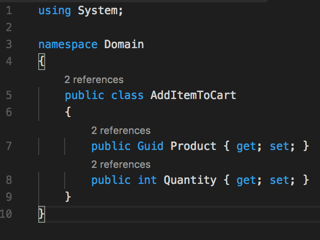 1 using System;
2
3 namespace Domain
4 {
2 references
5 public class AddItemToCart
6 {
2 references
7 public Guid Product { get; set; }
2 references
8 public int Quantity { get; set; }
9 }
10 }